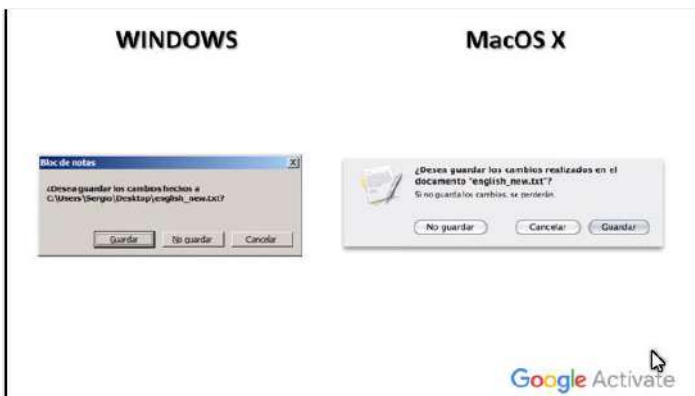 WINDOWS
MacOS X
Bloc de notas
¿Desea guardar los cambios hechos a
C:\Users\Sergio\Desktop\english_new.txt?
Guardar No guardar Cancelar
¿Desea guardar los cambios realizados en el
documento "english_new.txt"?
Si no guarda los cambios, se perderán.
No guardar Cancelar Guardar
Google Activate